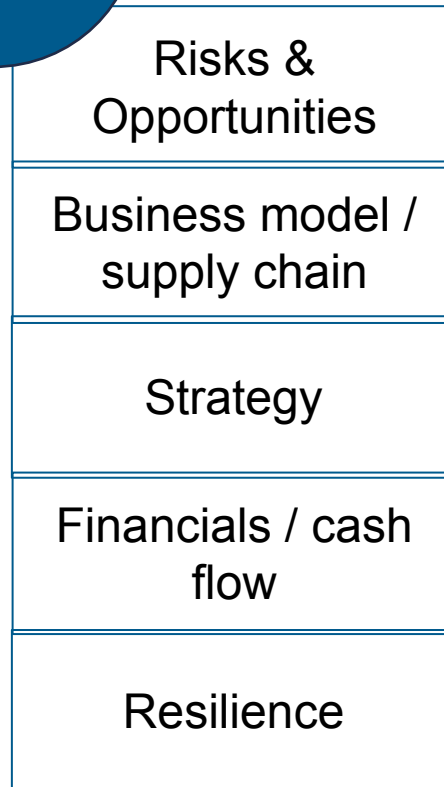 Risks &
Opportunities
Business model /
supply chain
Strategy
Financials / cash
flow
Resilience